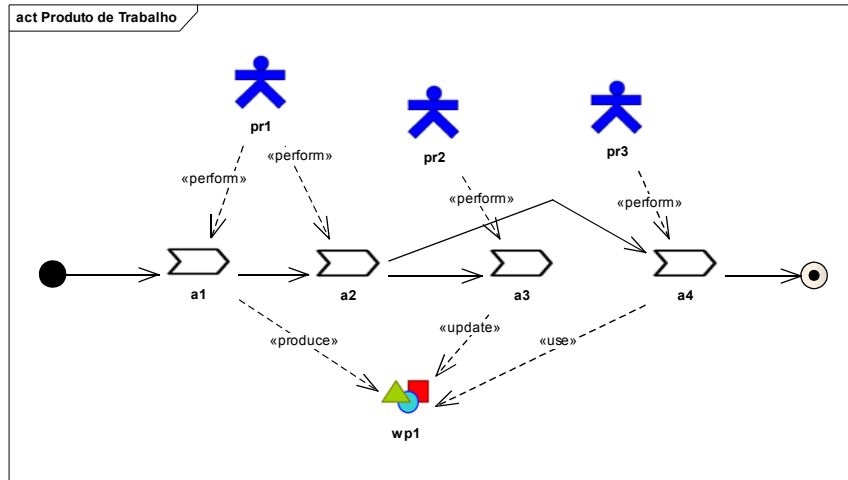 act Produto de Trabalho
pr1
pr2
pr3
«perform»
«perform»
«perform»
«perform»
a1
a2
a3
a4
«produce»
«update»
«use»
wp1